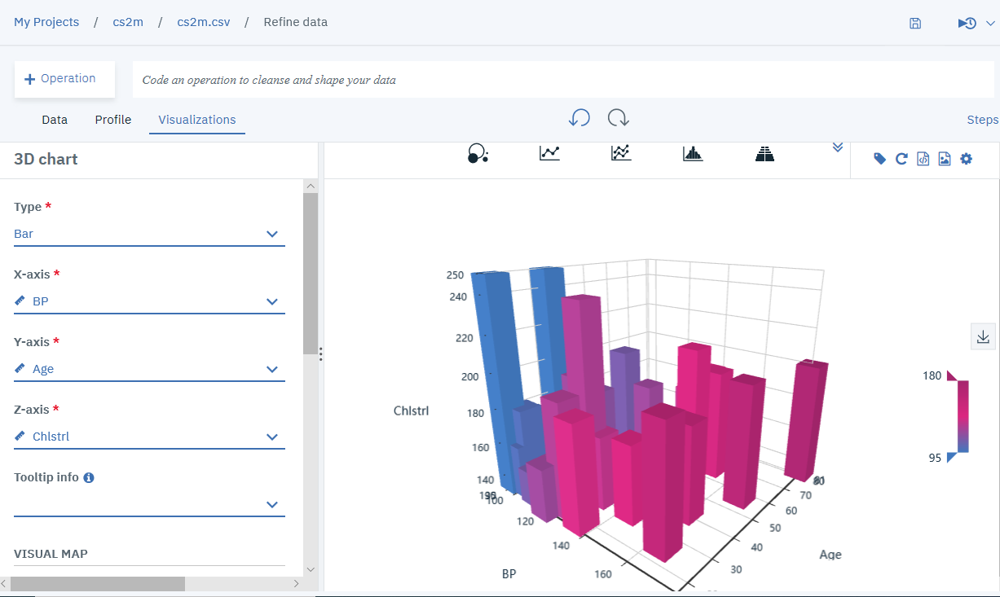 My Projects / cs2m / cs2m.csv / Refine data
+ Operation
Code an operation to cleanse and shape your data
Data Profile Visualizations
Steps
3D chart
Type *
Bar
X-axis *
BP
Y-axis *
Age
Z-axis *
Chlstrl
Tooltip info
VISUAL MAP
250
240
220
200
180
160
140
Chlstrl
100
120
140
160
BP
30
40
50
60
70
Age
180
95